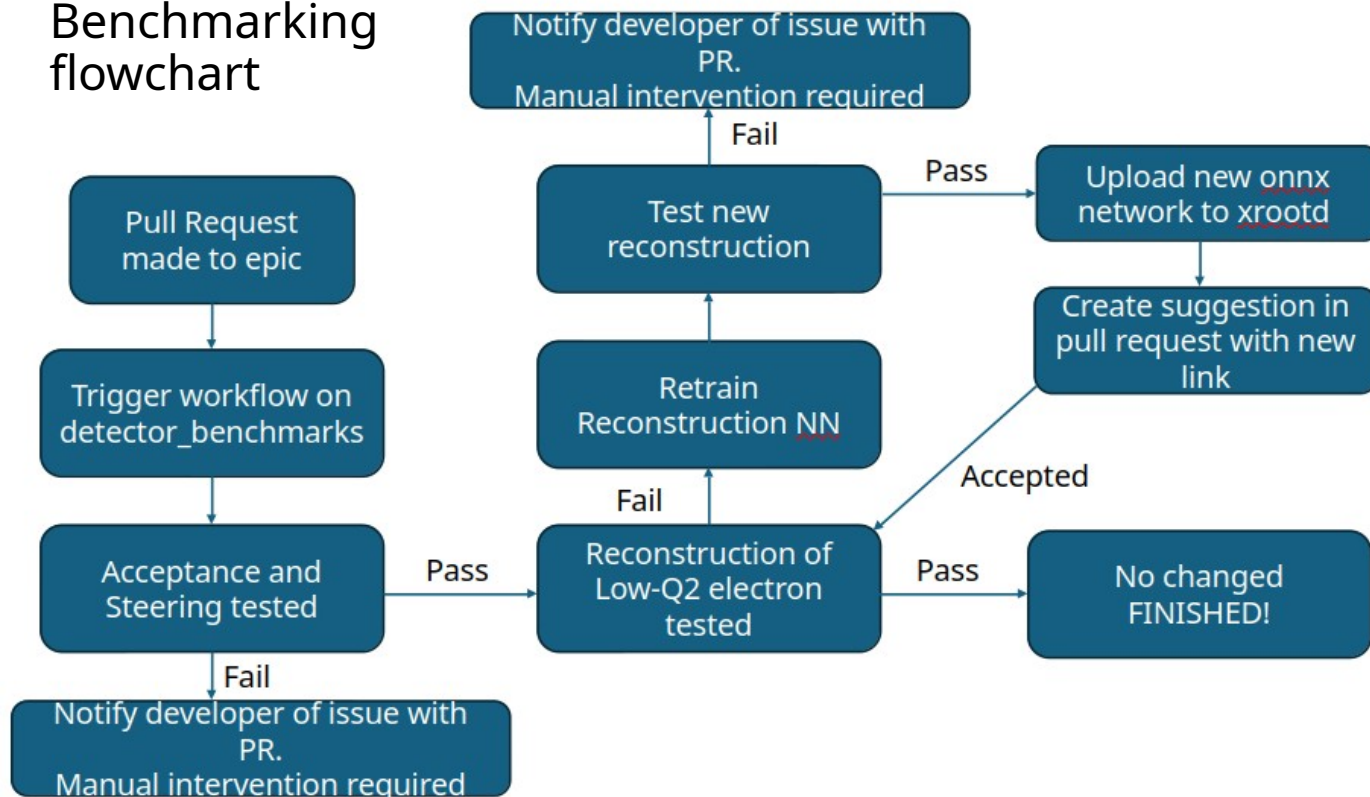 Benchmarking
flowchart
Notify developer of issue with
PR.
Manual intervention required
Fail
Pass
Upload new onnx
network to xrootd
Test new
reconstruction
Pull Request
made to epic
Create suggestion in
pull request with new
link
Trigger workflow on
detector_benchmarks
Retrain
Reconstruction NN
Accepted
Fail
Acceptance and
Steering tested
Pass
Reconstruction of
Low-Q2 electron
tested
Pass
No changed
FINISHED!
Fail
Notify developer of issue with
PR.
Manual intervention required